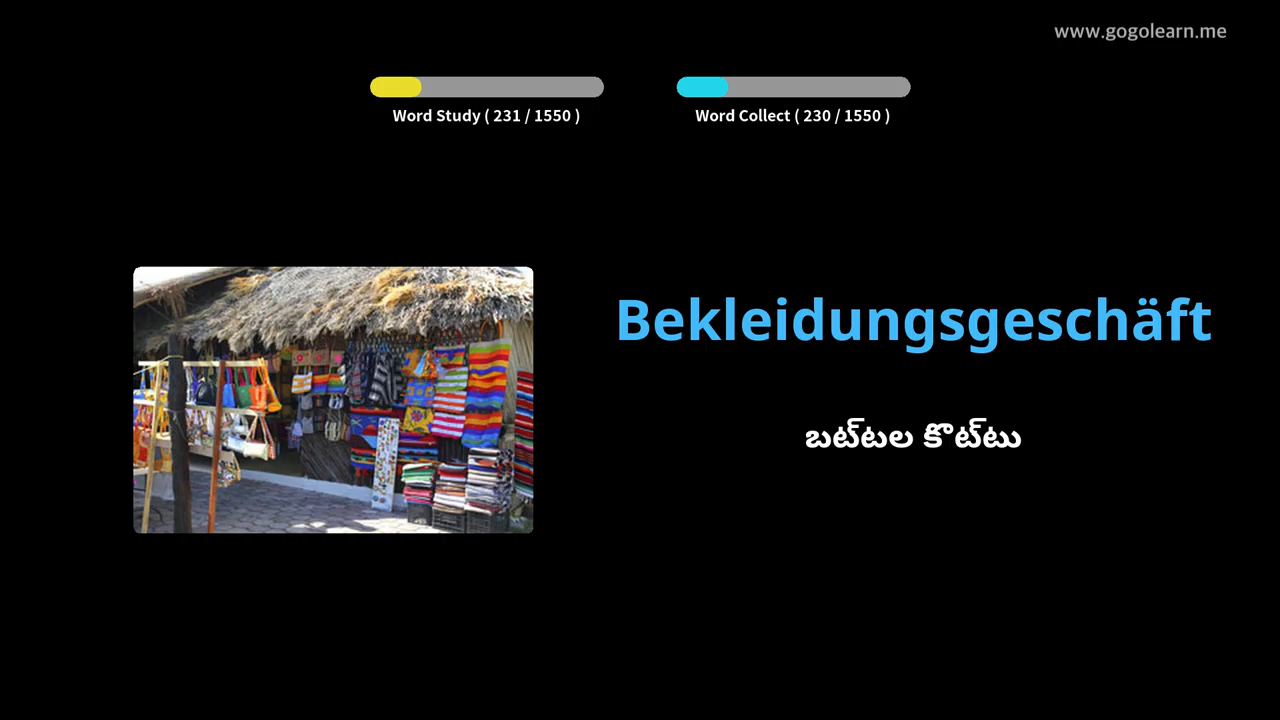 www.gogolearn.me
Word Study ( 231 / 1550 )
Word Collect ( 230 / 1550 )
Bekleidungsgeschäft
బట్టల కొట్టు